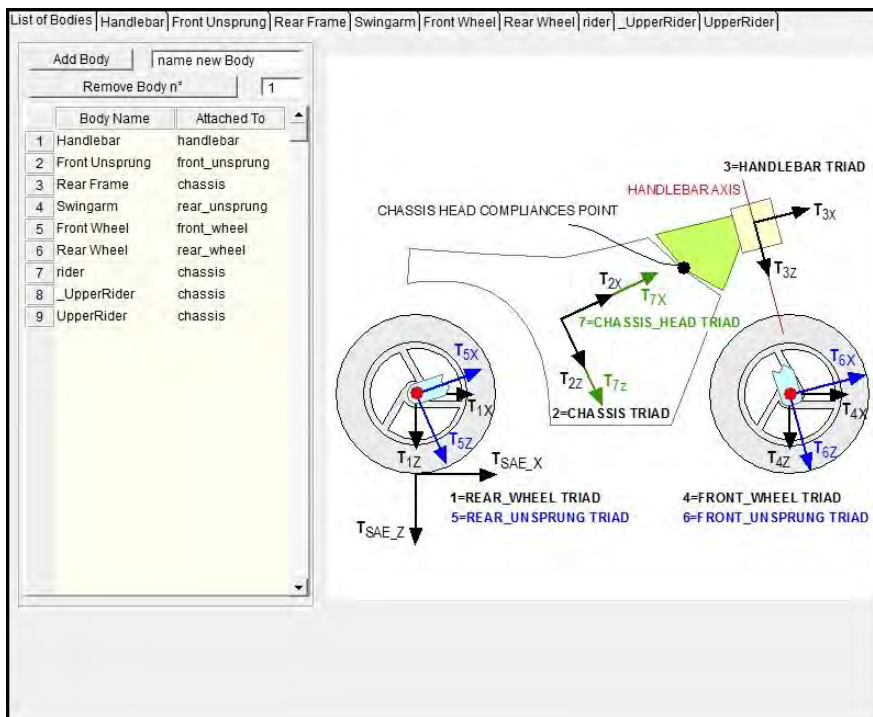 List of Bodies Handlebar Front Unsprung Rear Frame Swingarm Front Wheel Rear Wheel rider _UpperRider UpperRider
Add Body name new Body
Remove Body n° 1
Body Name Attached To
1 Handlebar handlebar
2 Front Unsprung front_unsprung
3 Rear Frame chassis
4 Swingarm rear_unsprung
5 Front Wheel front_wheel
6 Rear Wheel rear_wheel
7 rider chassis
8 _UpperRider chassis
9 UpperRider chassis
3=HANDLEBAR TRIAD
HANDLEBAR AXIS
CHASSIS HEAD COMPLIANCES POINT
T3X
T3Z
T2X
T7X
7=CHASSIS_HEAD TRIAD
T2Z
T7Z
2=CHASSIS TRIAD
T5X
T1X
T5Z
T1Z
T6X
T4X
T6Z
T4Z
TSAE_X
TSAE_Z
1=REAR_WHEEL TRIAD
5=REAR_UNSPRUNG TRIAD
4=FRONT_WHEEL TRIAD
6=FRONT_UNSPRUNG TRIAD